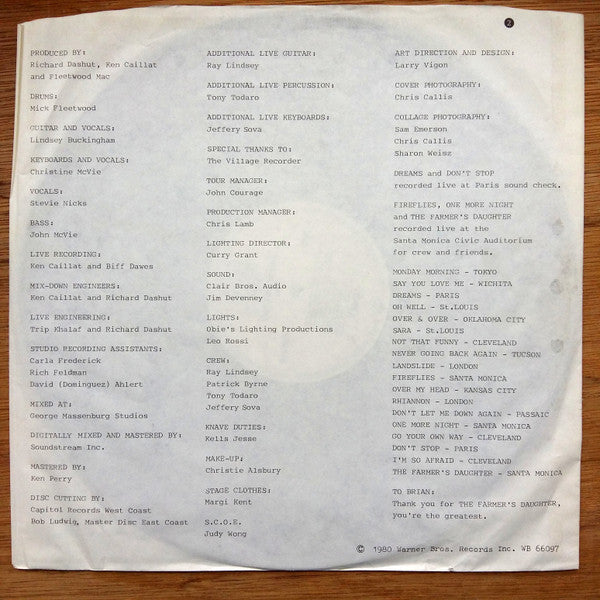 2
PRODUCED BY:
Richard Dashut, Ken Caillat
and Fleetwood Mac
DRUMS:
Mick Fleetwood
GUITAR AND VOCALS:
Lindsey Buckingham
KEYBOARDS AND VOCALS:
Christine McVie
VOCALS:
Stevie Nicks
BASS:
John McVie
LIVE RECORDING:
Ken Caillat and Biff Dawes
MIX-DOWN ENGINEERS:
Ken Caillat and Richard Dashut
LIVE ENGINEERING:
Trip Khalaf and Richard Dashut
STUDIO RECORDING ASSISTANTS:
Carla Frederick
Rich Feldman
David (Dominguez) Ahlert
MIXED AT:
George Massenburg Studios
DIGITALLY MIXED AND MASTERED BY:
Soundstream Inc.
MASTERED BY:
Ken Perry
DISC CUTTING BY:
Capitol Records West Coast
Bob Ludwig, Master Disc East Coast
ADDITIONAL LIVE GUITAR:
Ray Lindsey
ADDITIONAL LIVE PERCUSSION:
Tony Todaro
ADDITIONAL LIVE KEYBOARDS:
Jeffery Sova
SPECIAL THANKS TO:
The Village Recorder
TOUR MANAGER:
John Courage
PRODUCTION MANAGER:
Chris Lamb
LIGHTING DIRECTOR:
Curry Grant
SOUND:
Clair Bros. Audio
Jim Devenney
LIGHTS:
Obie's Lighting Productions
Leo Rossi
CREW:
Ray Lindsey
Patrick Byrne
Tony Todaro
Jeffery Sova
KNAVE DUTIES:
Kells Jesse
MAKE-UP:
Christie Alsbury
STAGE CLOTHES:
Margi Kent
S.C.O.E.
Judy Wong
ART DIRECTION AND DESIGN:
Larry Vigon
COVER PHOTOGRAPHY:
Chris Callis
COLLAGE PHOTOGRAPHY:
Sam Emerson
Chris Callis
Sharon Weisz
DREAMS and DON'T STOP
recorded live at Paris sound check.
FIREFLIES, ONE MORE NIGHT
and THE FARMER'S DAUGHTER
recorded live at the
Santa Monica Civic Auditorium
for crew and friends.
MONDAY MORNING - TOKYO
SAY YOU LOVE ME - WICHITA
DREAMS - PARIS
OH WELL - St.LOUIS
OVER & OVER - OKLAHOMA CITY
SARA - St.LOUIS
NOT THAT FUNNY - CLEVELAND
NEVER GOING BACK AGAIN - TUCSON
LANDSLIDE - LONDON
FIREFLIES - SANTA MONICA
OVER MY HEAD - KANSAS CITY
RHIANNON - LONDON
DON'T LET ME DOWN AGAIN - PASSAIC
ONE MORE NIGHT - SANTA MONICA
GO YOUR OWN WAY - CLEVELAND
DON'T STOP - PARIS
I'M SO AFRAID - CLEVELAND
THE FARMER'S DAUGHTER - SANTA MONICA
TO BRIAN:
Thank you for THE FARMER'S DAUGHTER,
you're the greatest.
© 1980 Warner Bros. Records Inc. WB 66097